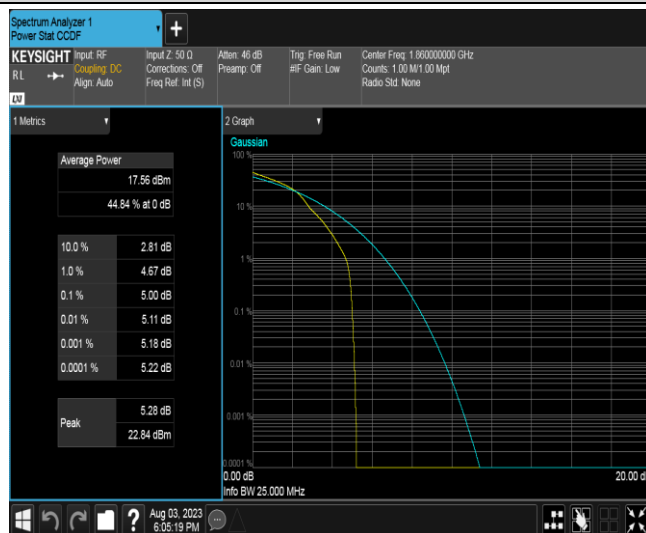 Spectrum Analyzer 1
Power Stat CCDF
+
KEYSIGHT
RL
LXI
Input: RF
Coupling: DC
Align: Auto
Input Z: 50 Ω
Corrections: Off
Freq Ref: Int (S)
Atten: 46 dB
Preamp: Off
Trig: Free Run
#IF Gain: Low
Center Freq: 1.860000000 GHz
Counts: 1.00 M/1.00 Mpt
Radio Std: None
1 Metrics
Average Power
17.56 dBm
44.84 % at 0 dB
10.0 % 2.81 dB
1.0 % 4.67 dB
0.1 % 5.00 dB
0.01 % 5.11 dB
0.001 % 5.18 dB
0.0001 % 5.22 dB
Peak
5.28 dB
22.84 dBm
2 Graph
Gaussian
100 %
10 %
1 %
0.1 %
0.01 %
0.001 %
0.0001 %
0.00 dB
20.00 d
Info BW 25.000 MHz
?
Aug 03, 2023
6:05:19 PM